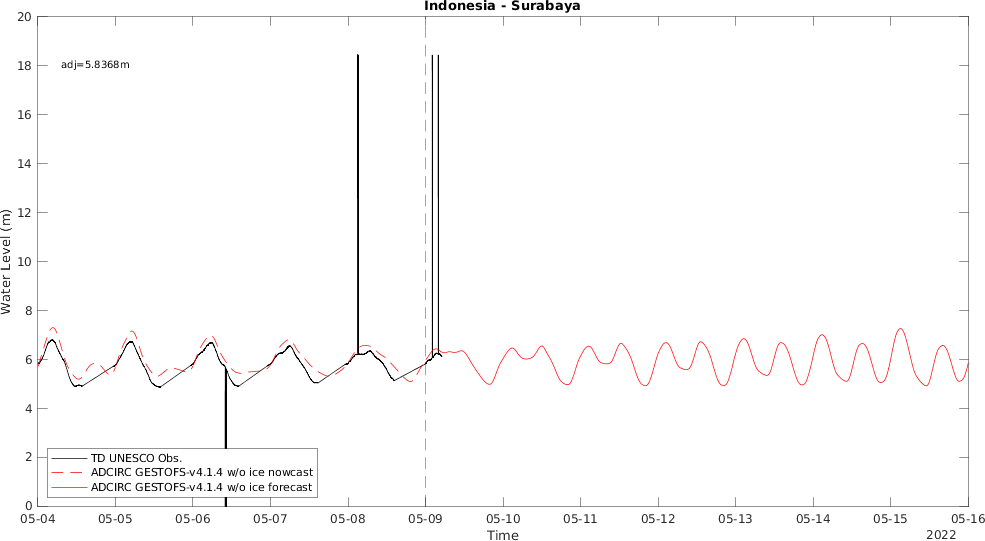 Indonesia - Surabaya
20
18
16
14
12
10
8
6
4
2
0
Water Level (m)
adj=5.8368m
TD UNESCO Obs.
ADCIRC GESTOFS-v4.1.4 w/o ice nowcast
ADCIRC GESTOFS-v4.1.4 w/o ice forecast
05-04 05-05 05-06 05-07 05-08 05-09 05-10 05-11 05-12 05-13 05-14 05-15 05-16
Time
2022